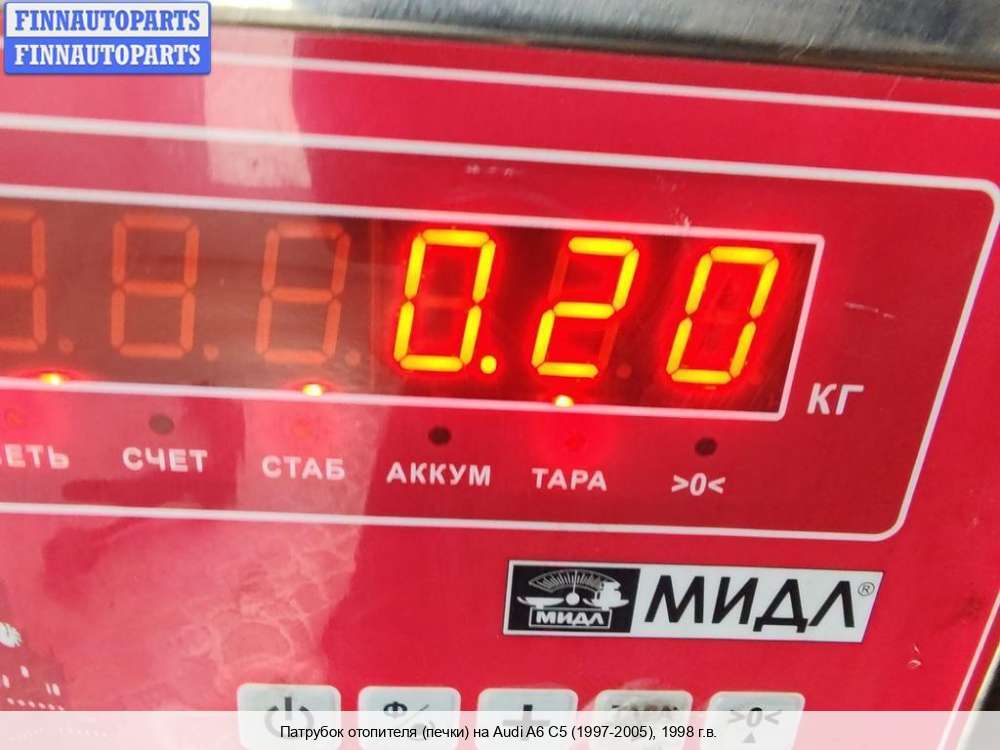 FINNAUTOPARTS
FINNAUTOPARTS
0.20
КГ
СЧЕТ СТАБ АККУМ ТАРА >0<
МИДЛ МИДЛ®
ТАРА >0<
Патрубок отопителя (печки) на Audi A6 C5 (1997-2005), 1998 г.в.